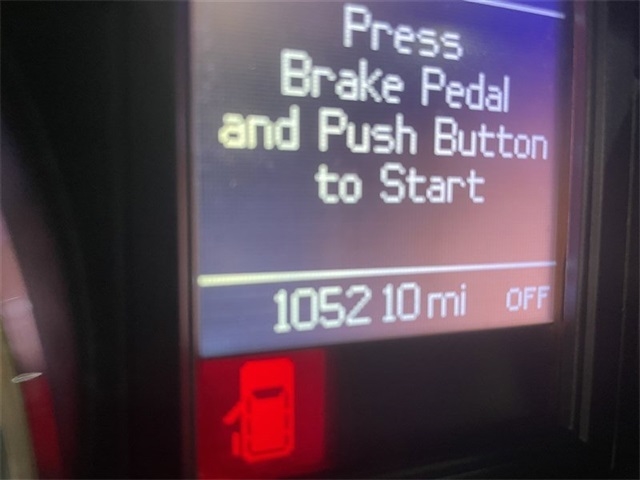 Press
Brake Pedal
and Push Button
to Start
105210 mi OFF